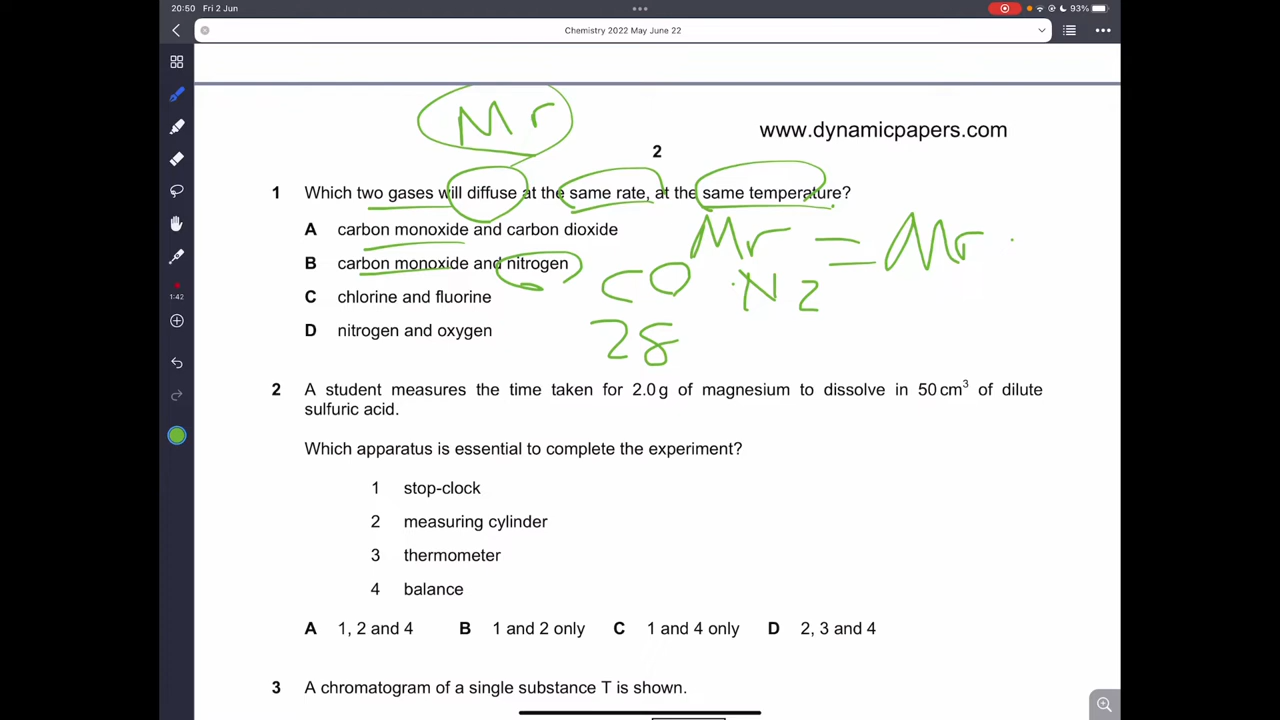 20:50 Fri 2 Jun
93%
Chemistry 2022 May June 22
Mr
www.dynamicpapers.com
2
1 Which two gases will diffuse at the same rate, at the same temperature?
A carbon monoxide and carbon dioxide
Mr = Mr
B carbon monoxide and nitrogen
CO N2
C chlorine and fluorine
1:42
D nitrogen and oxygen
28
2 A student measures the time taken for 2.0 g of magnesium to dissolve in 50 cm³ of dilute
sulfuric acid.
Which apparatus is essential to complete the experiment?
1 stop-clock
2 measuring cylinder
3 thermometer
4 balance
A 1, 2 and 4 B 1 and 2 only C 1 and 4 only D 2, 3 and 4
3 A chromatogram of a single substance T is shown.